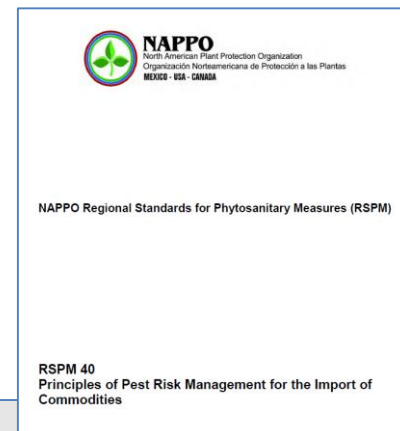 NAPPO
North American Plant Protection Organization
Organización Norteamericana de Protección a las Plantas
MEXICO - USA - CANADA
NAPPO Regional Standards for Phytosanitary Measures (RSPM)
RSPM 40
Principles of Pest Risk Management for the Import of
Commodities